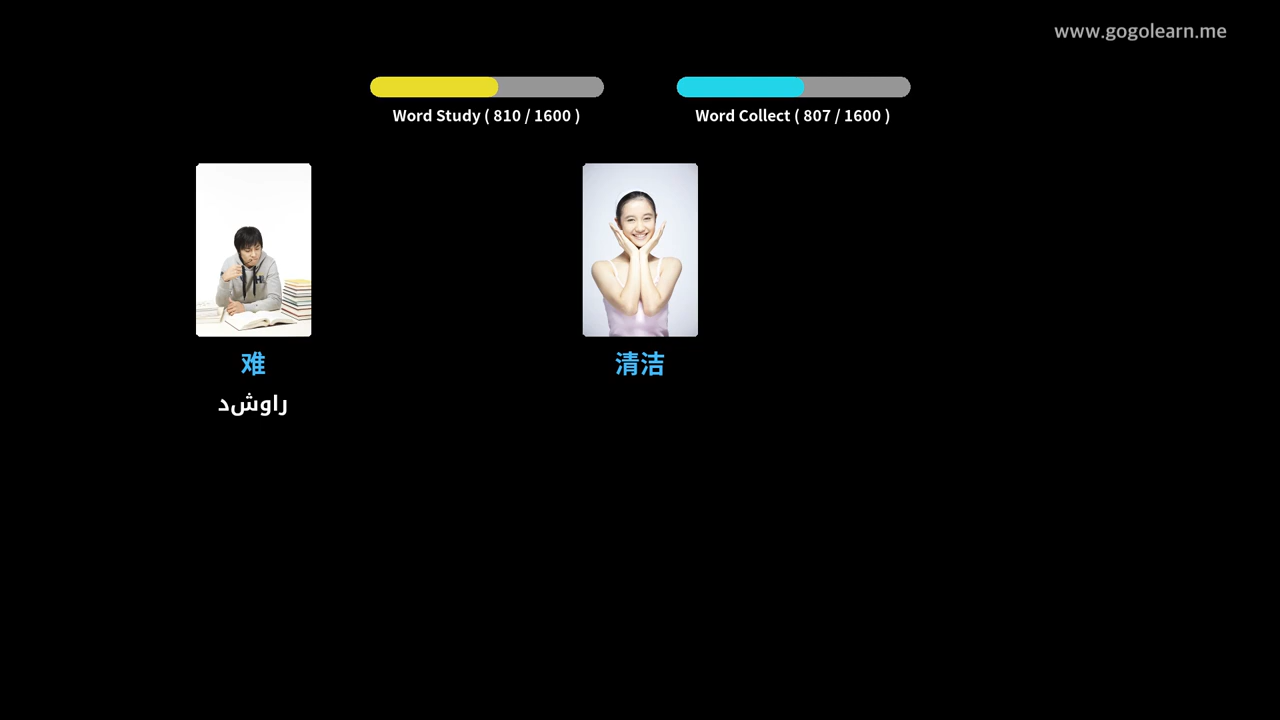 www.gogolearn.me
Word Study ( 810 / 1600 )
Word Collect ( 807 / 1600 )
难
清洁
راوشد